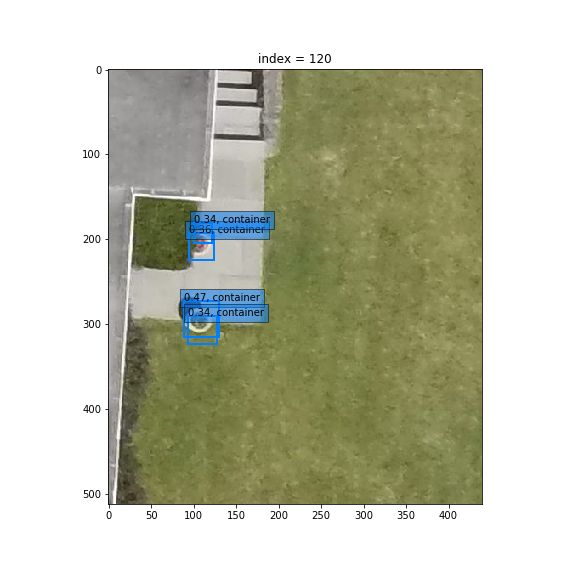 index = 120
0
100
200
300
400
500
0.34, container
0.36, container
0.47, container
0.34, container
0 50 100 150 200 250 300 350 400